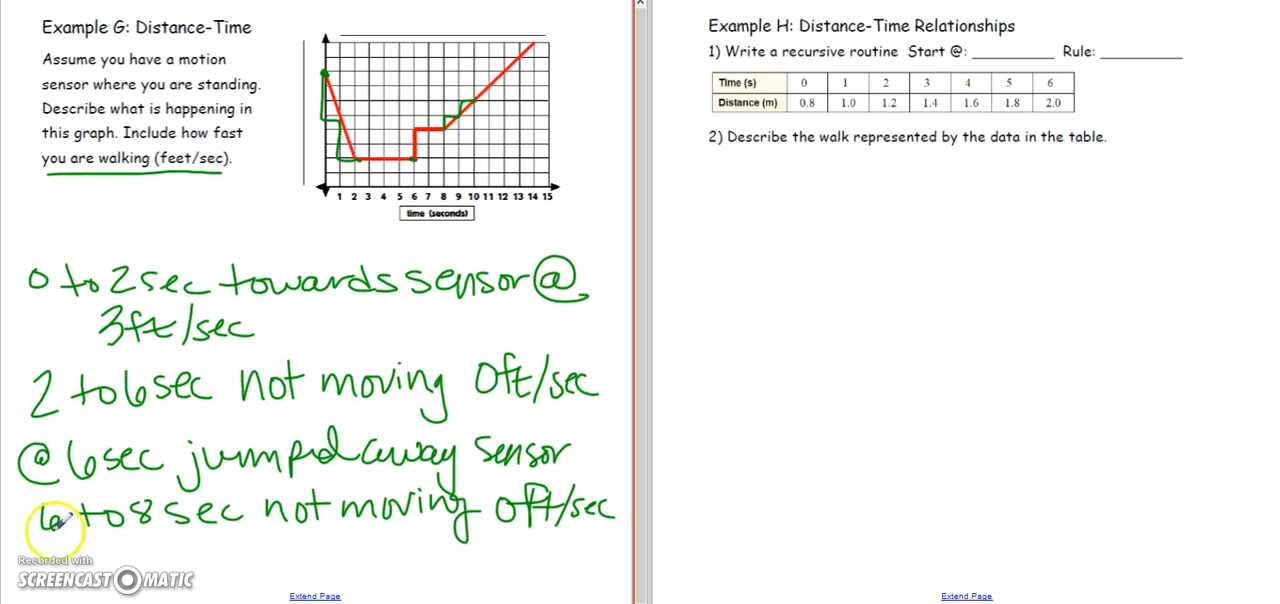 Example G: Distance-Time
Assume you have a motion
sensor where you are standing.
Describe what is happening in
this graph. Include how fast
you are walking (feet/sec).
1 2 3 4 5 6 7 8 9 10 11 12 13 14 15
time (seconds)
0 to 2 sec towards sensor @
3ft/sec
2 to 6 sec not moving 0ft/sec
@ 6 sec jumped away sensor
6 to 8 sec not moving 0ft/sec
Recorded with
SCREENCAST-O-MATIC
Extend Page
Example H: Distance-Time Relationships
1) Write a recursive routine Start @: __________ Rule: __________
Time (s) 0 1 2 3 4 5 6
Distance (m) 0.8 1.0 1.2 1.4 1.6 1.8 2.0
2) Describe the walk represented by the data in the table.
Extend Page